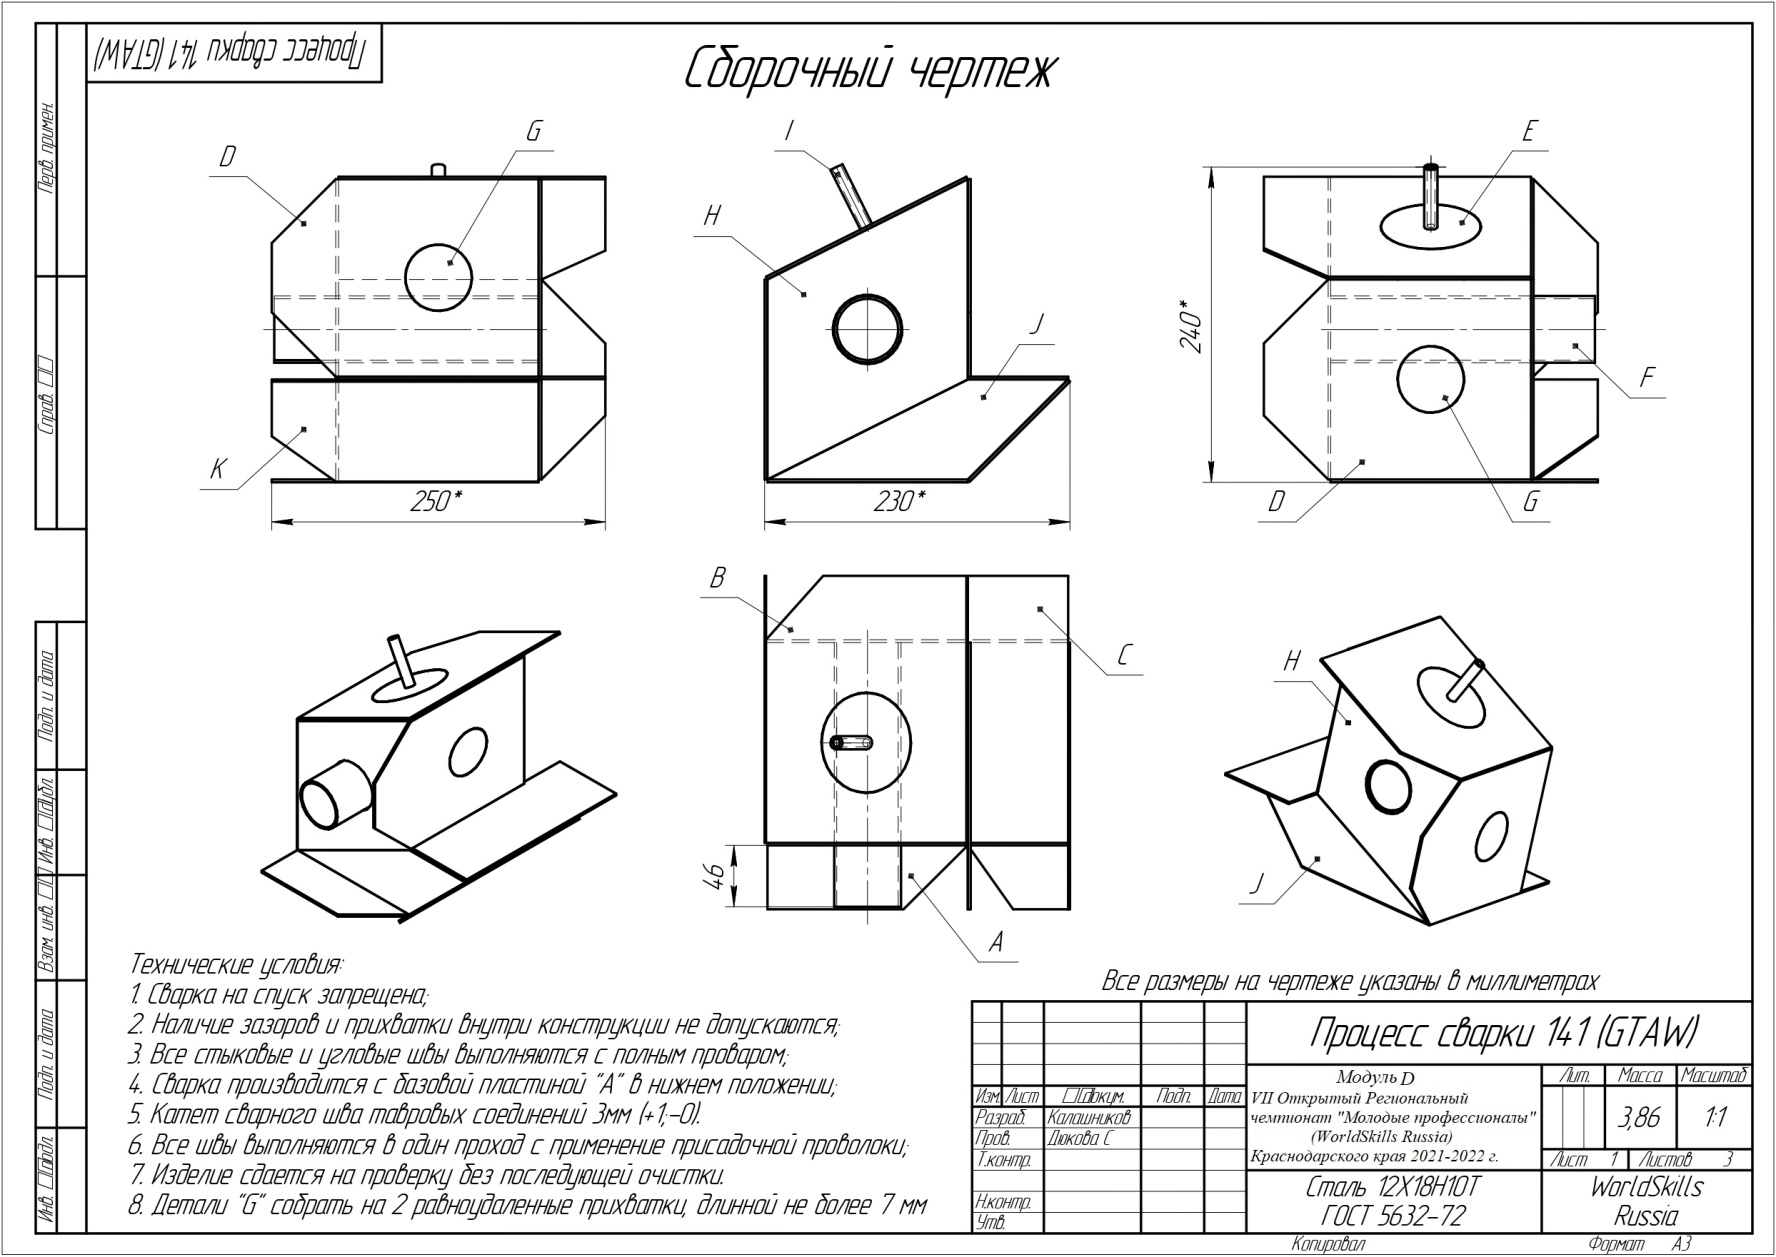 Процесс сварки 141 (GTAW)
Сборочный чертеж
Перв. примен.
Справ. □□
Подп. и дата
Инв. □□дубл.
Взам. инв. □□
Подп. и дата
Инв. □□подл.
D
G
I
H
J
E
F
K
D
G
250*
230*
240*
B
C
A
46
H
J
Технические условия:
1. Сварка на спуск запрещена;
2. Наличие зазоров и прихватки внутри конструкции не допускаются;
3. Все стыковые и угловые швы выполняются с полным проваром;
4. Сварка производится с базовой пластиной "А" в нижнем положении;
5. Катет сварного шва тавровых соединений 3мм (+1;-0).
6. Все швы выполняются в один проход с применение присадочной проволоки;
7. Изделие сдается на проверку без последующей очистки.
8. Детали "G" собрать на 2 равноудаленные прихватки, длинной не более 7 мм
Все размеры на чертеже указаны в миллиметрах
Процесс сварки 141 (GTAW)
Изм. Лист □□докум. Подп. Дата
Разраб. Калашников
Пров. Дюкова С
Т.контр.
Н.контр.
Утв.
Модуль D
VII Открытый Региональный
чемпионат "Молодые профессионалы"
(WorldSkills Russia)
Краснодарского края 2021-2022 г.
Лит. Масса Масштаб
3,86 1:1
Лист 1 Листов 3
Сталь 12Х18Н10Т
ГОСТ 5632-72
WorldSkills
Russia
Копировал Формат А3